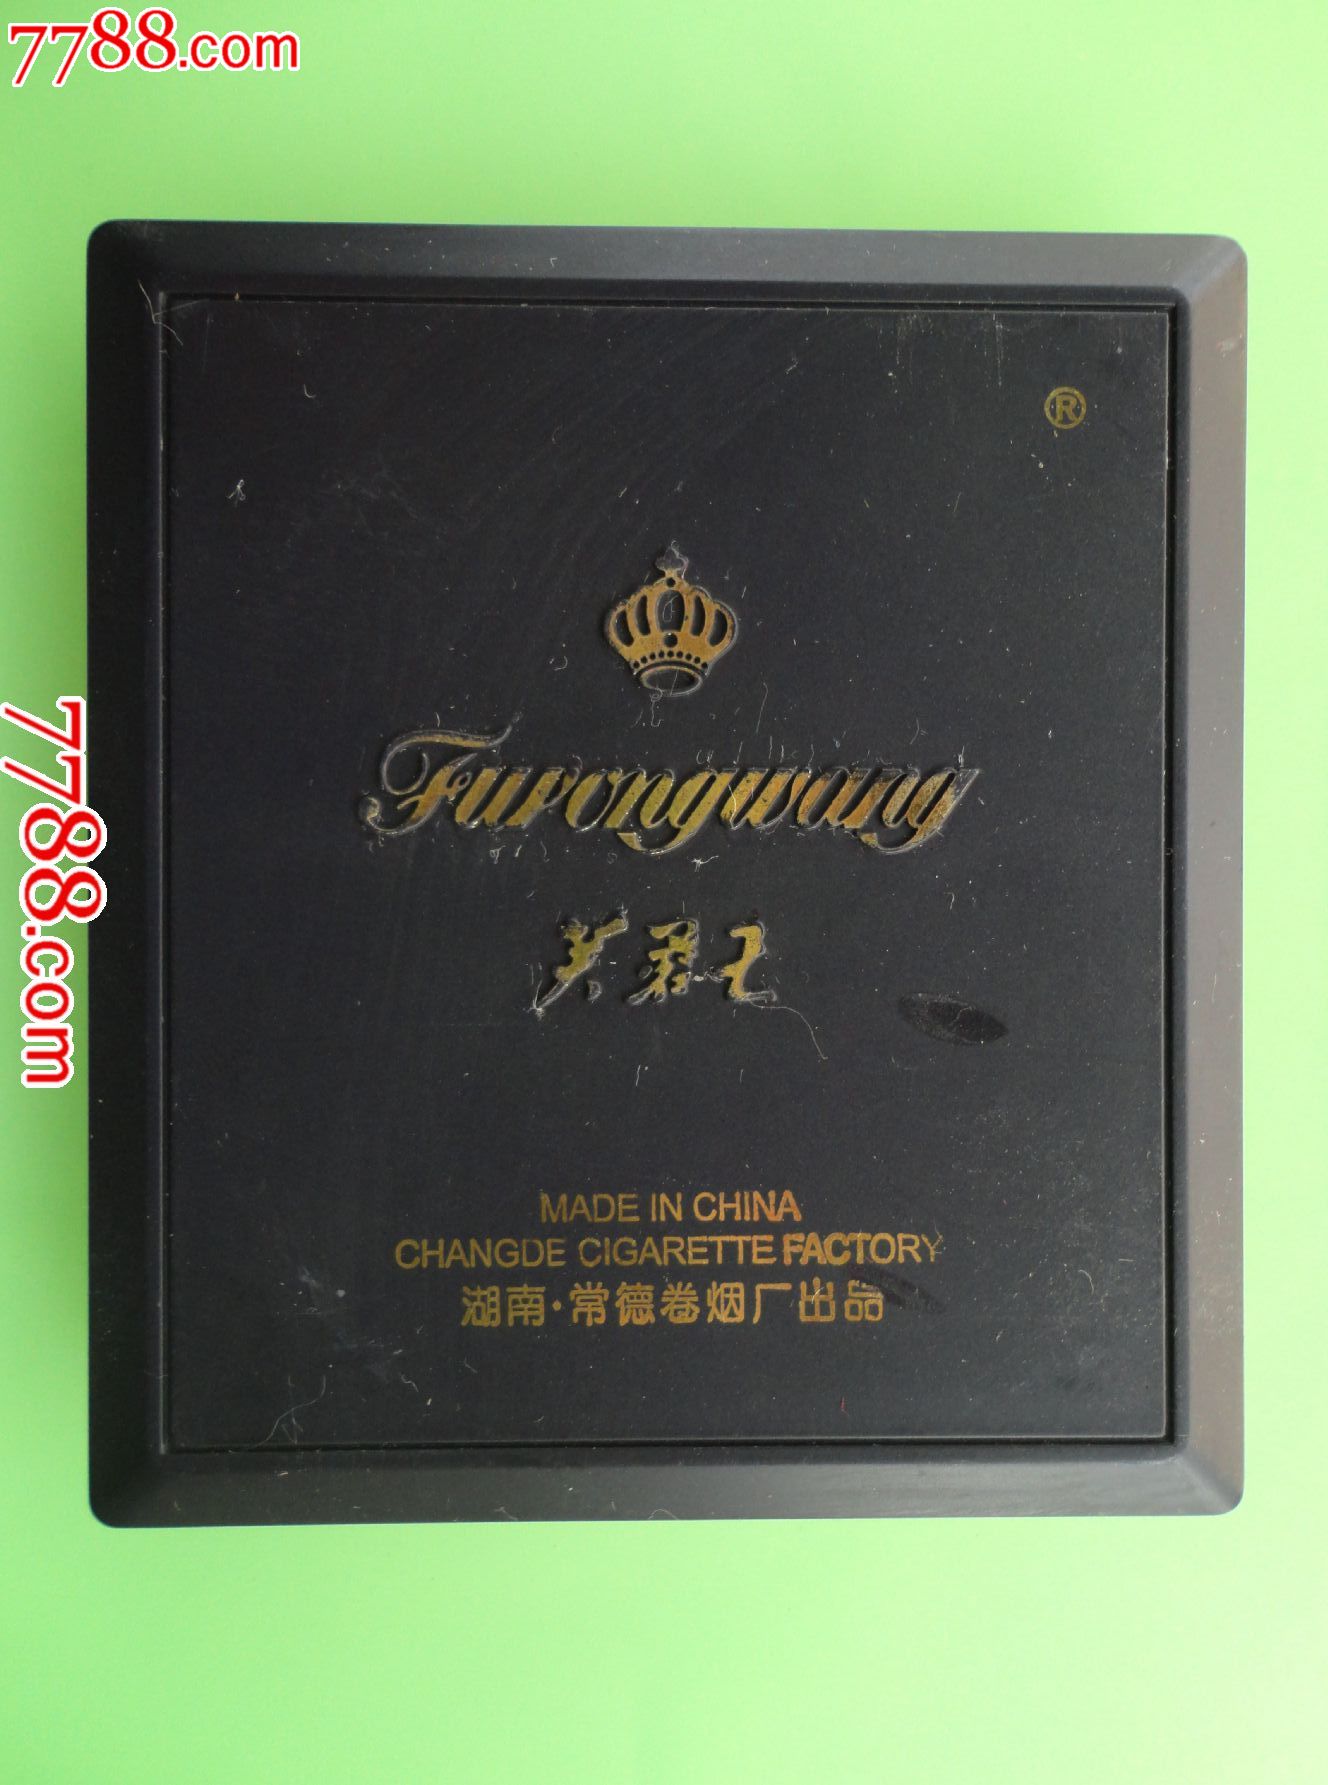 7788.com
®
Furongwang
芙蓉王
7788.com
MADE IN CHINA
CHANGDE CIGARETTE FACTORY
湖南·常德卷烟厂出品